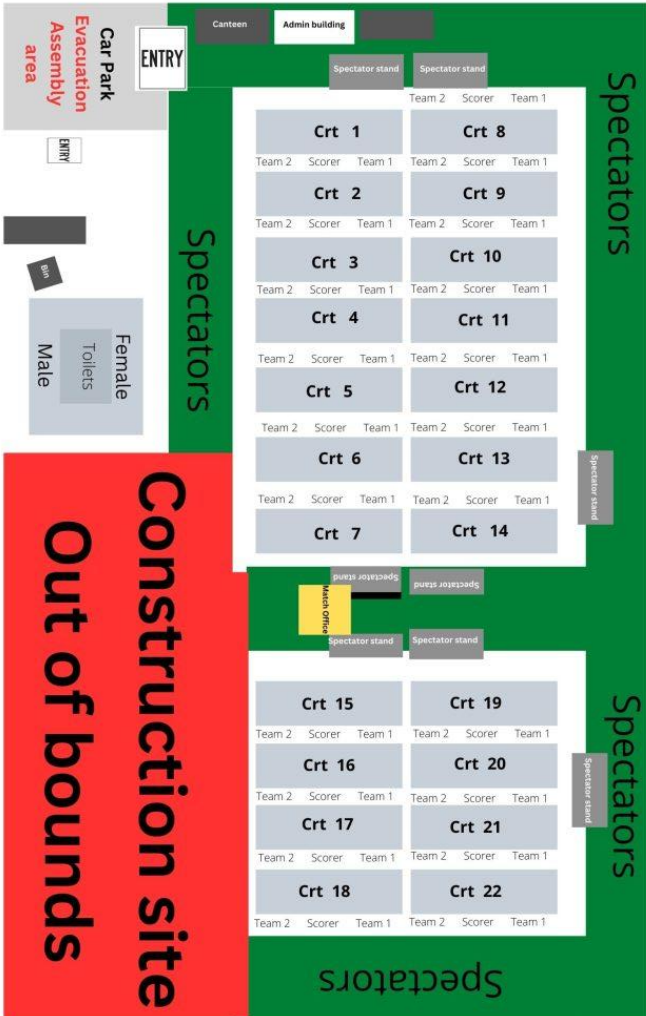 Canteen
Admin building
Car Park
Evacuation
Assembly
area
ENTRY
Spectator stand
Spectator stand
Spectators
Team 2 Scorer Team 1
Crt 1
Crt 8
ENTRY
Team 2 Scorer Team 1
Team 2 Scorer Team 1
Crt 2
Crt 9
Team 2 Scorer Team 1
Team 2 Scorer Team 1
Spectators
Crt 3
Crt 10
Bin
Team 2 Scorer Team 1
Team 2 Scorer Team 1
Crt 4
Crt 11
Female
Toilets
Male
Team 2 Scorer Team 1
Team 2 Scorer Team 1
Crt 5
Crt 12
Team 2 Scorer Team 1
Team 2 Scorer Team 1
Crt 6
Crt 13
Spectator stand
Team 2 Scorer Team 1
Team 2 Scorer Team 1
Crt 7
Crt 14
Construction site
Out of bounds
Spectator stand
Spectator stand
Match Office
Spectator stand
Spectator stand
Crt 15
Crt 19
Spectators
Team 2 Scorer Team 1
Team 2 Scorer Team 1
Crt 16
Crt 20
Spectator stand
Team 2 Scorer Team 1
Team 2 Scorer Team 1
Crt 17
Crt 21
Team 2 Scorer Team 1
Team 2 Scorer Team 1
Crt 18
Crt 22
Team 2 Scorer Team 1
Team 2 Scorer Team 1
Spectators